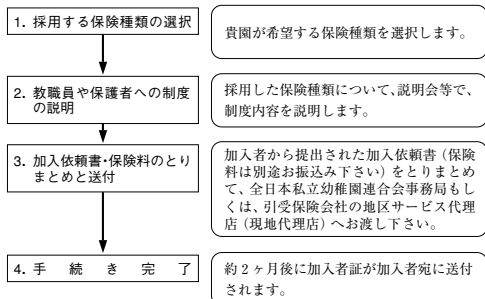 1. 採用する保険種類の選択
貴園が希望する保険種類を選択します。
2. 教職員や保護者への制度
の説明
採用した保険種類について、説明会等で、
制度内容を説明します。
3. 加入依頼書・保険料のとり
まとめと送付
加入者から提出された加入依頼書（保険
料は別途お振込み下さい）をとりまとめ
て、全日本私立幼稚園連合会事務局もし
くは、引受保険会社の地区サービス代理
店（現地代理店）へお渡し下さい。
4. 手続き完了
約２ヶ月後に加入者証が加入者宛に送付
されます。